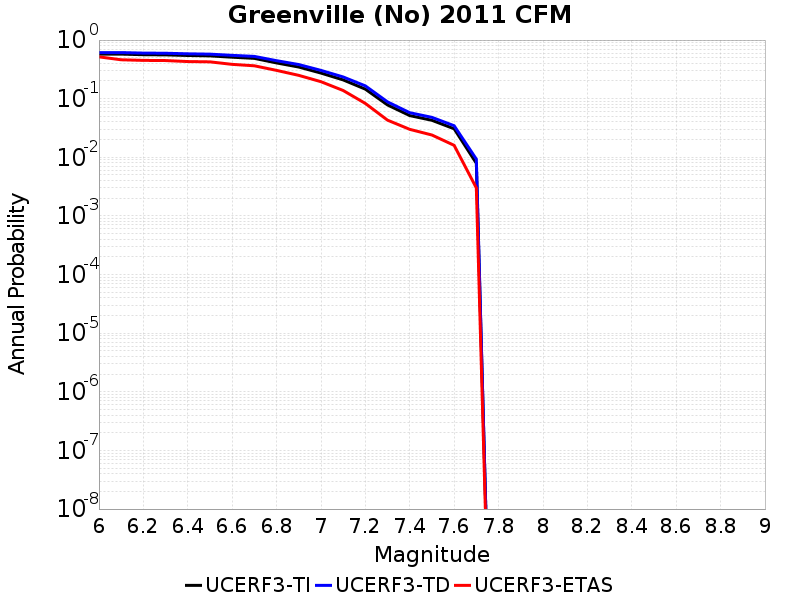 Greenville (No) 2011 CFM
Annual Probability
10^0
10^-1
10^-2
10^-3
10^-4
10^-5
10^-6
10^-7
10^-8
6 6.2 6.4 6.6 6.8 7 7.2 7.4 7.6 7.8 8 8.2 8.4 8.6 8.8 9
Magnitude
UCERF3-TI UCERF3-TD UCERF3-ETAS